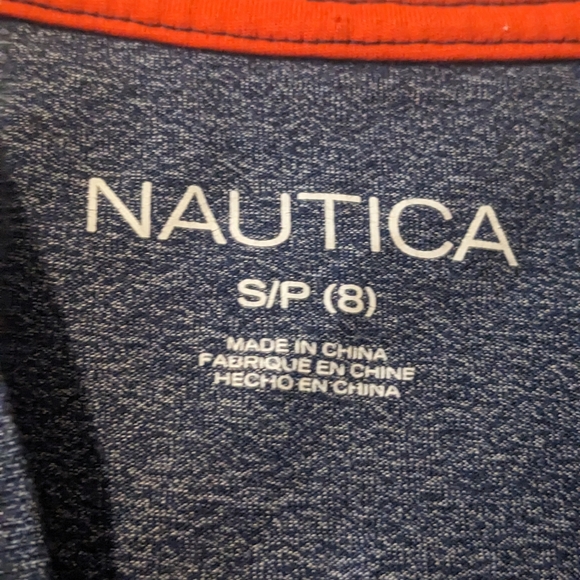 NAUTICA
S/P (8)
MADE IN CHINA
FABRIQUE EN CHINE
HECHO EN CHINA